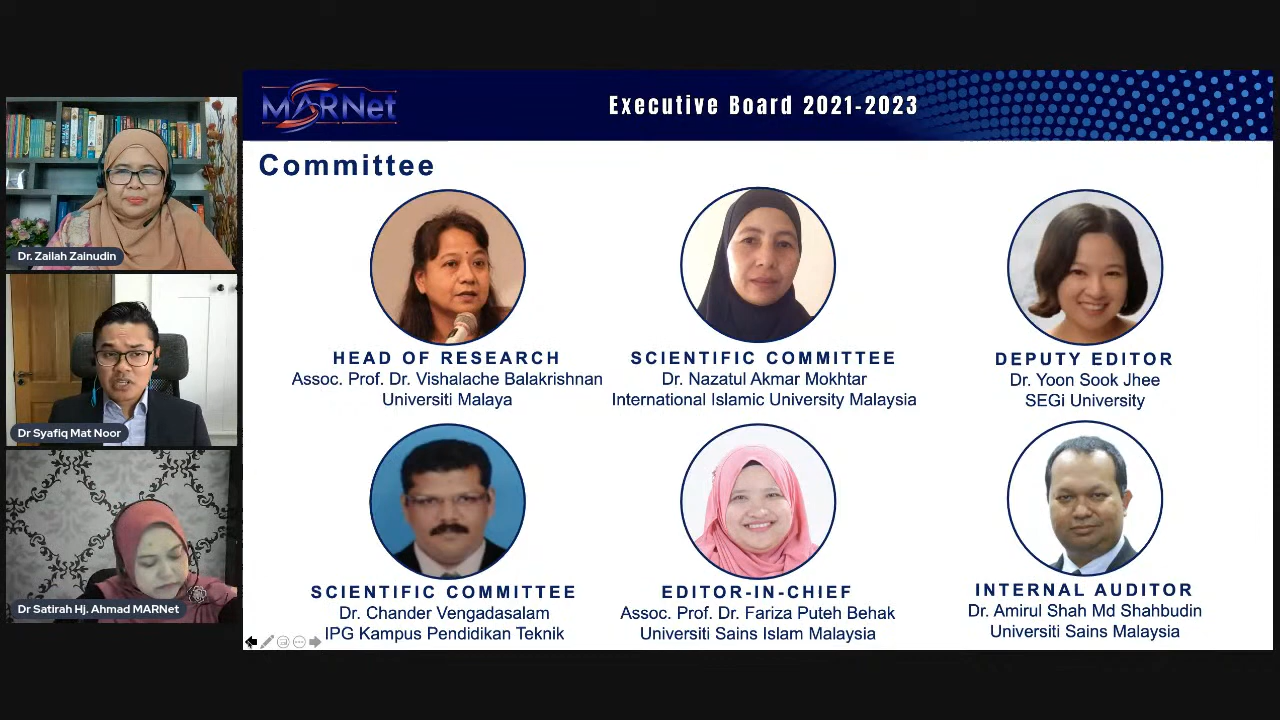 MARNet
Executive Board 2021-2023
Committee
Dr. Zailah Zainudin
Dr Syafiq Mat Noor
Dr Satirah Hj. Ahmad MARNet
HEAD OF RESEARCH
Assoc. Prof. Dr. Vishalache Balakrishnan
Universiti Malaya
SCIENTIFIC COMMITTEE
Dr. Nazatul Akmar Mokhtar
International Islamic University Malaysia
DEPUTY EDITOR
Dr. Yoon Sook Jhee
SEGi University
SCIENTIFIC COMMITTEE
Dr. Chander Vengadasalam
IPG Kampus Pendidikan Teknik
EDITOR-IN-CHIEF
Assoc. Prof. Dr. Fariza Puteh Behak
Universiti Sains Islam Malaysia
INTERNAL AUDITOR
Dr. Amirul Shah Md Shahbudin
Universiti Sains Malaysia